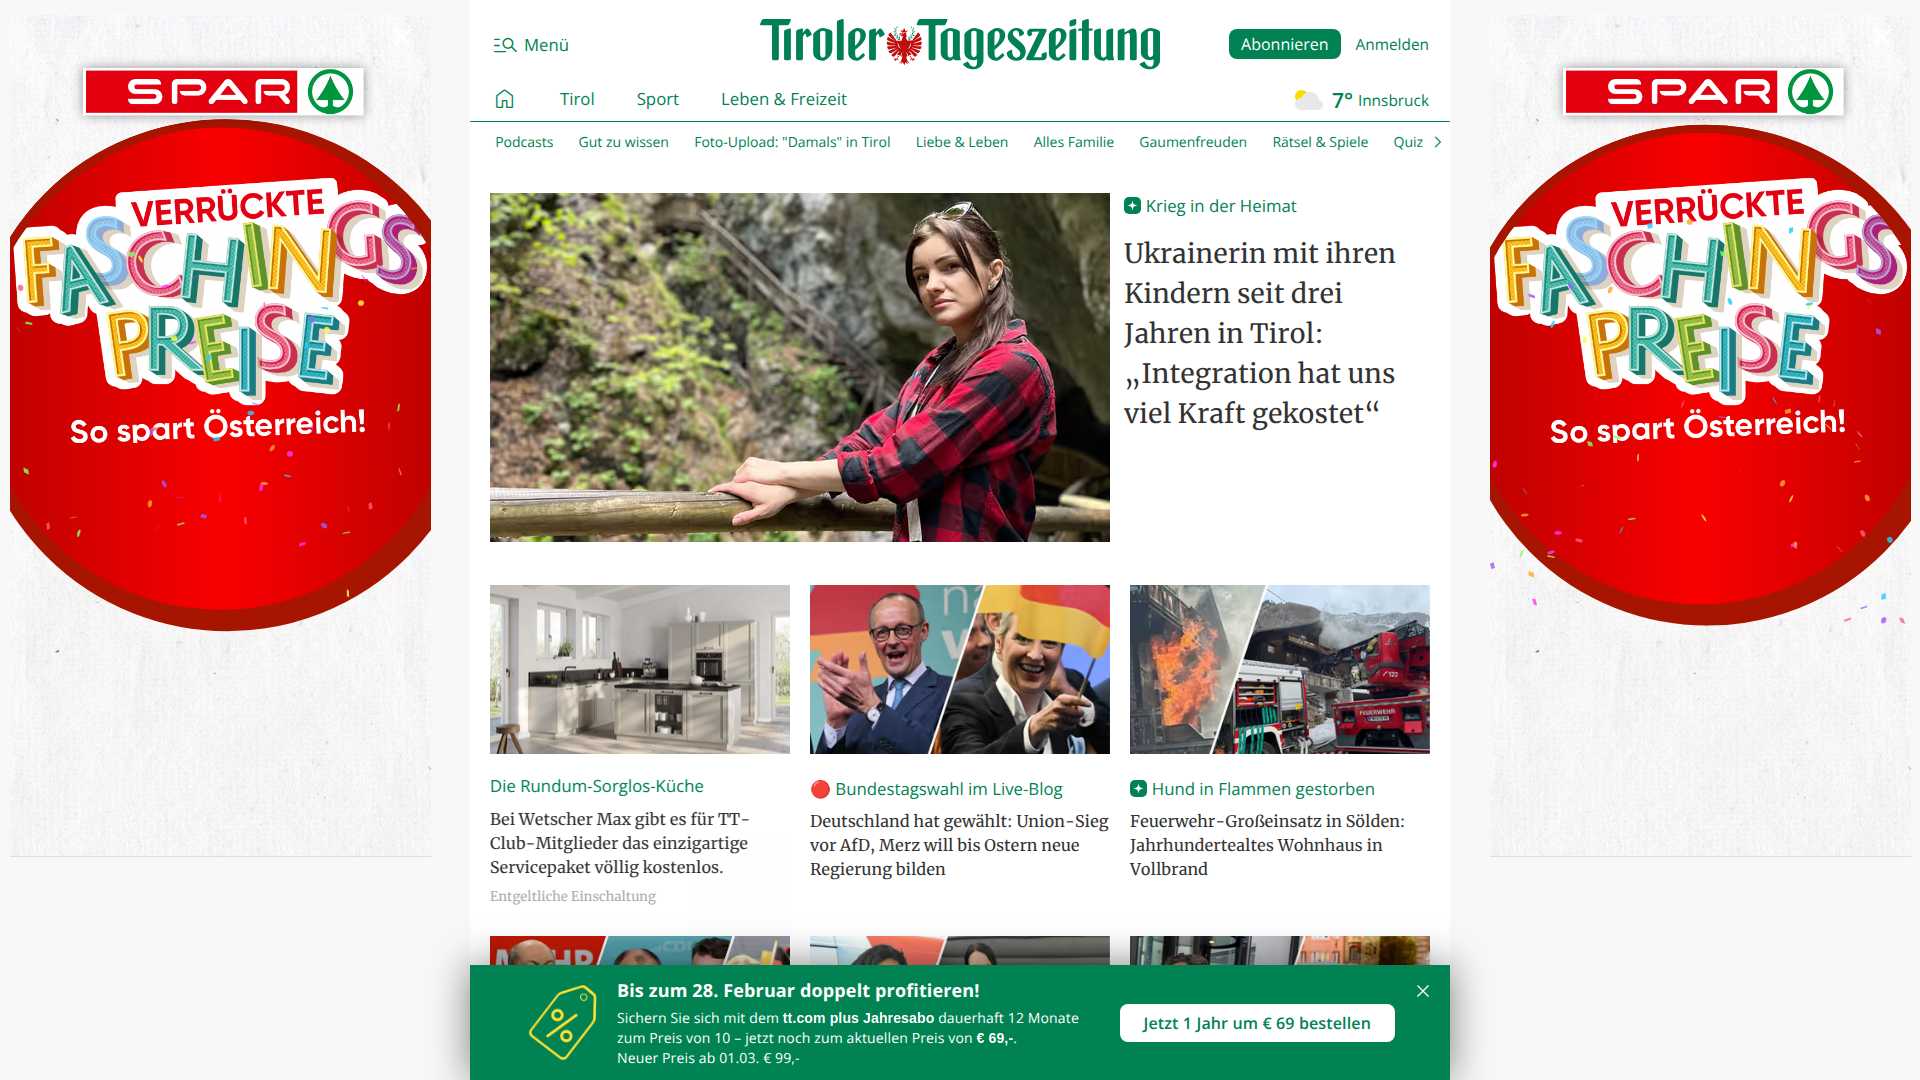 Menü
Tiroler Tageszeitung
Abonnieren
Anmelden
Tirol
Sport
Leben & Freizeit
7° Innsbruck
Podcasts
Gut zu wissen
Foto-Upload: "Damals" in Tirol
Liebe & Leben
Alles Familie
Gaumenfreuden
Rätsel & Spiele
Quiz
SPAR
VERRÜCKTE
FASCHINGS
PREISE
So spart Österreich!
Krieg in der Heimat
Ukrainerin mit ihren
Kindern seit drei
Jahren in Tirol:
„Integration hat uns
viel Kraft gekostet“
SPAR
VERRÜCKTE
FASCHINGS
PREISE
So spart Österreich!
Die Rundum-Sorglos-Küche
Bei Wetscher Max gibt es für TT-
Club-Mitglieder das einzigartige
Servicepaket völlig kostenlos.
Entgeltliche Einschaltung
Bundestagswahl im Live-Blog
Deutschland hat gewählt: Union-Sieg
vor AfD, Merz will bis Ostern neue
Regierung bilden
FEUERWEHR
Hund in Flammen gestorben
Feuerwehr-Großeinsatz in Sölden:
Jahrhundertealtes Wohnhaus in
Vollbrand
Bis zum 28. Februar doppelt profitieren!
Sichern Sie sich mit dem tt.com plus Jahresabo dauerhaft 12 Monate
zum Preis von 10 – jetzt noch zum aktuellen Preis von € 69,-.
Neuer Preis ab 01.03. € 99,-
Jetzt 1 Jahr um € 69 bestellen